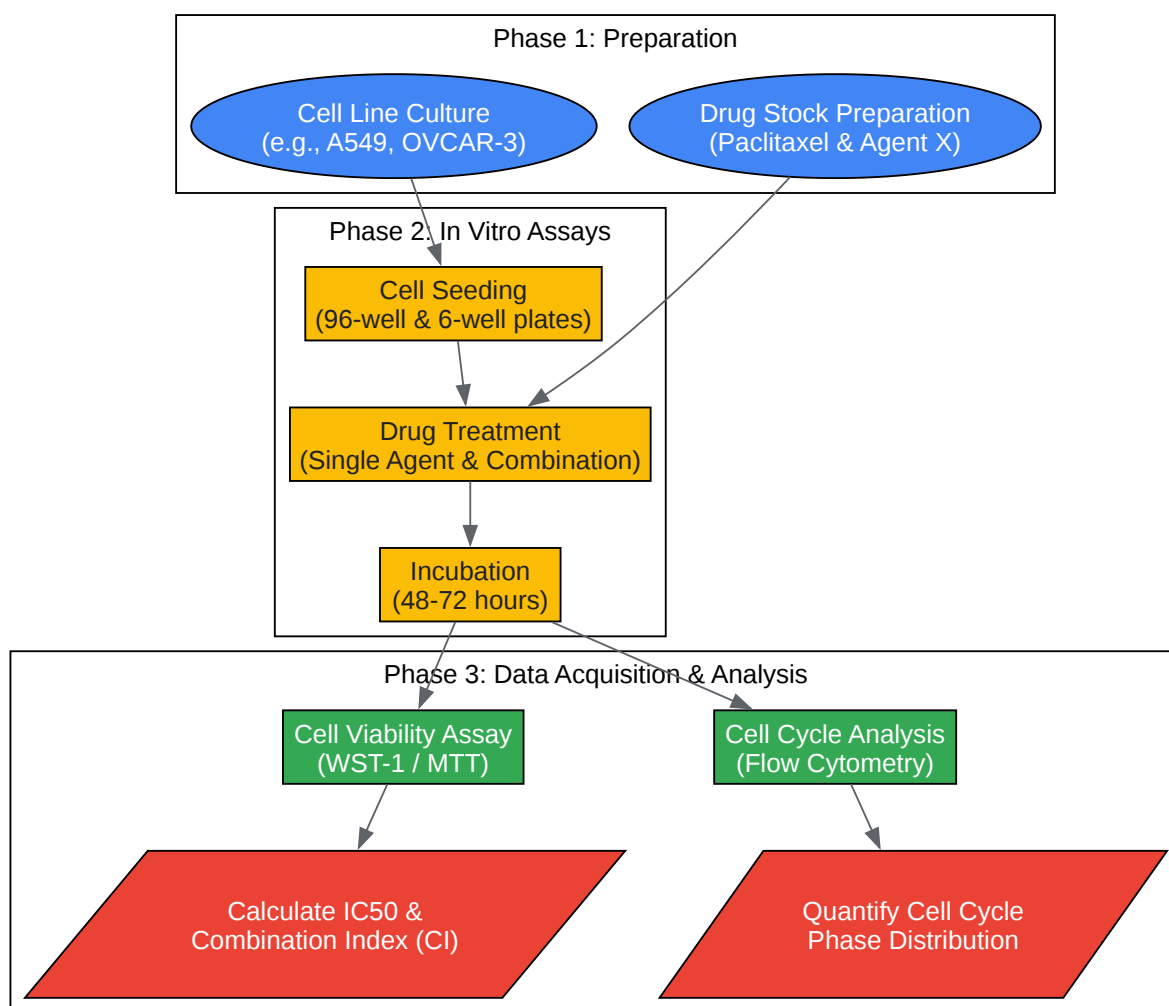 Phase 1: Preparation
Cell Line Culture
(e.g., A549, OVCAR-3)
Drug Stock Preparation
(Paclitaxel & Agent X)
Phase 2: In Vitro Assays
Cell Seeding
(96-well & 6-well plates)
Drug Treatment
(Single Agent & Combination)
Incubation
(48-72 hours)
Phase 3: Data Acquisition & Analysis
Cell Viability Assay
(WST-1 / MTT)
Cell Cycle Analysis
(Flow Cytometry)
Calculate IC50 &
Combination Index (CI)
Quantify Cell Cycle
Phase Distribution